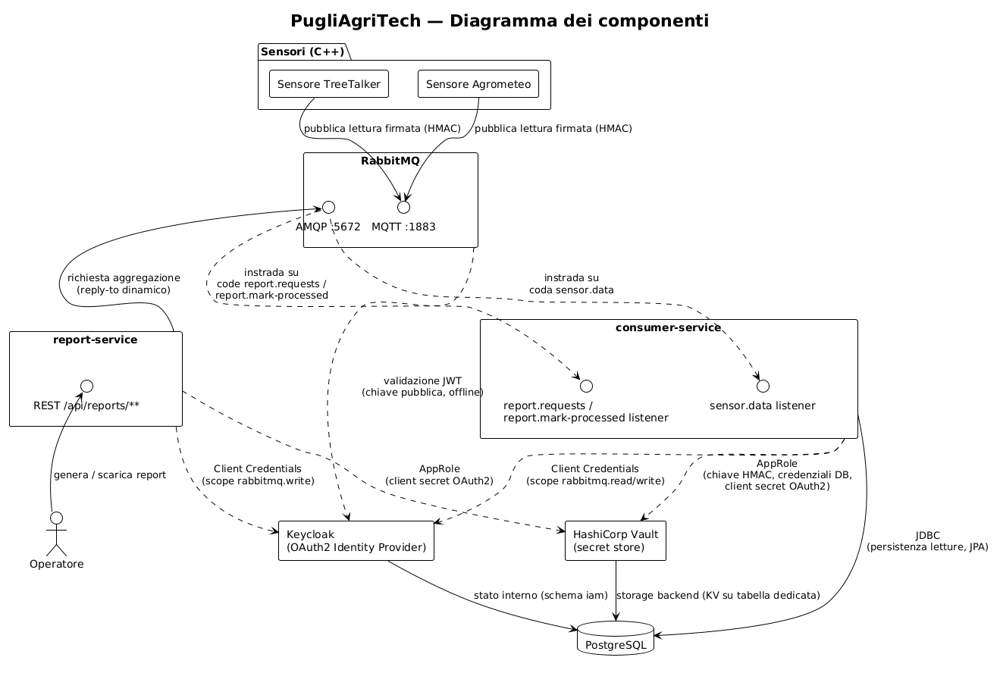 PugliAgriTech — Diagramma dei componenti
Sensori (C++)
Sensore TreeTalker
Sensore Agrometeo
pubblica lettura firmata (HMAC)
pubblica lettura firmata (HMAC)
RabbitMQ
AMQP :5672
MQTT :1883
richiesta aggregazione
(reply-to dinamico)
instrada su
code report.requests /
report.mark-processed
instrada su
coda sensor.data
report-service
REST /api/reports/**
consumer-service
validazione JWT
(chiave pubblica, offline)
report.requests /
report.mark-processed listener
sensor.data listener
genera / scarica report
Client Credentials
(scope rabbitmq.write)
AppRole
(client secret OAuth2)
Client Credentials
(scope rabbitmq.read/write)
AppRole
(chiave HMAC, credenziali DB,
client secret OAuth2)
Operatore
Keycloak
(OAuth2 Identity Provider)
HashiCorp Vault
(secret store)
JDBC
(persistenza letture, JPA)
stato interno (schema iam)
storage backend (KV su tabella dedicata)
PostgreSQL